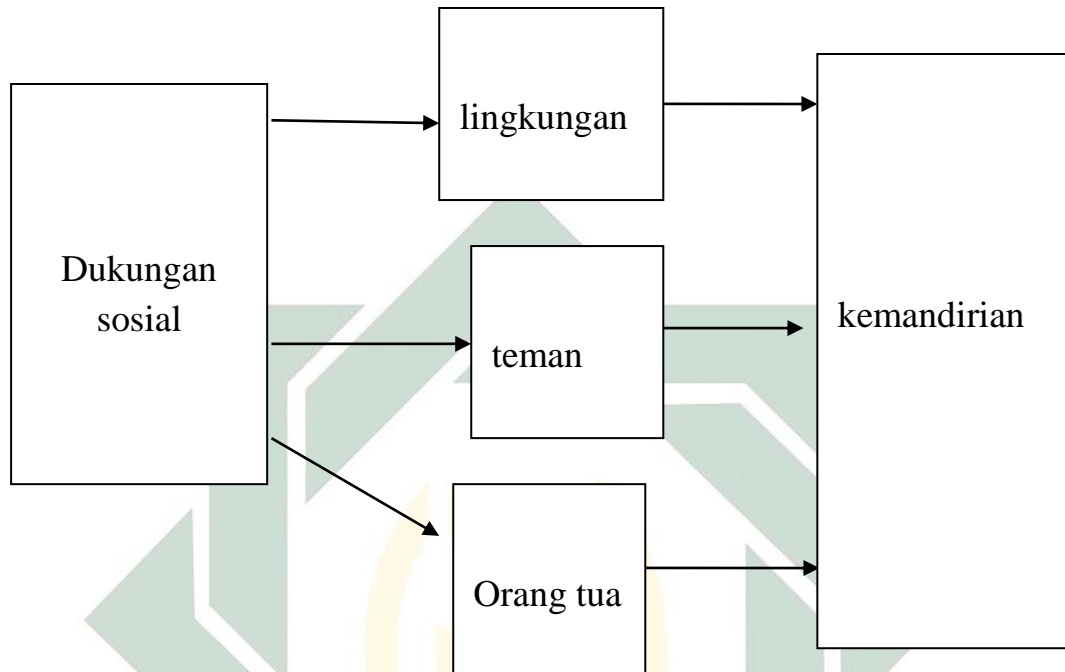 Dukungan
sosial
lingkungan
teman
Orang tua
kemandirian